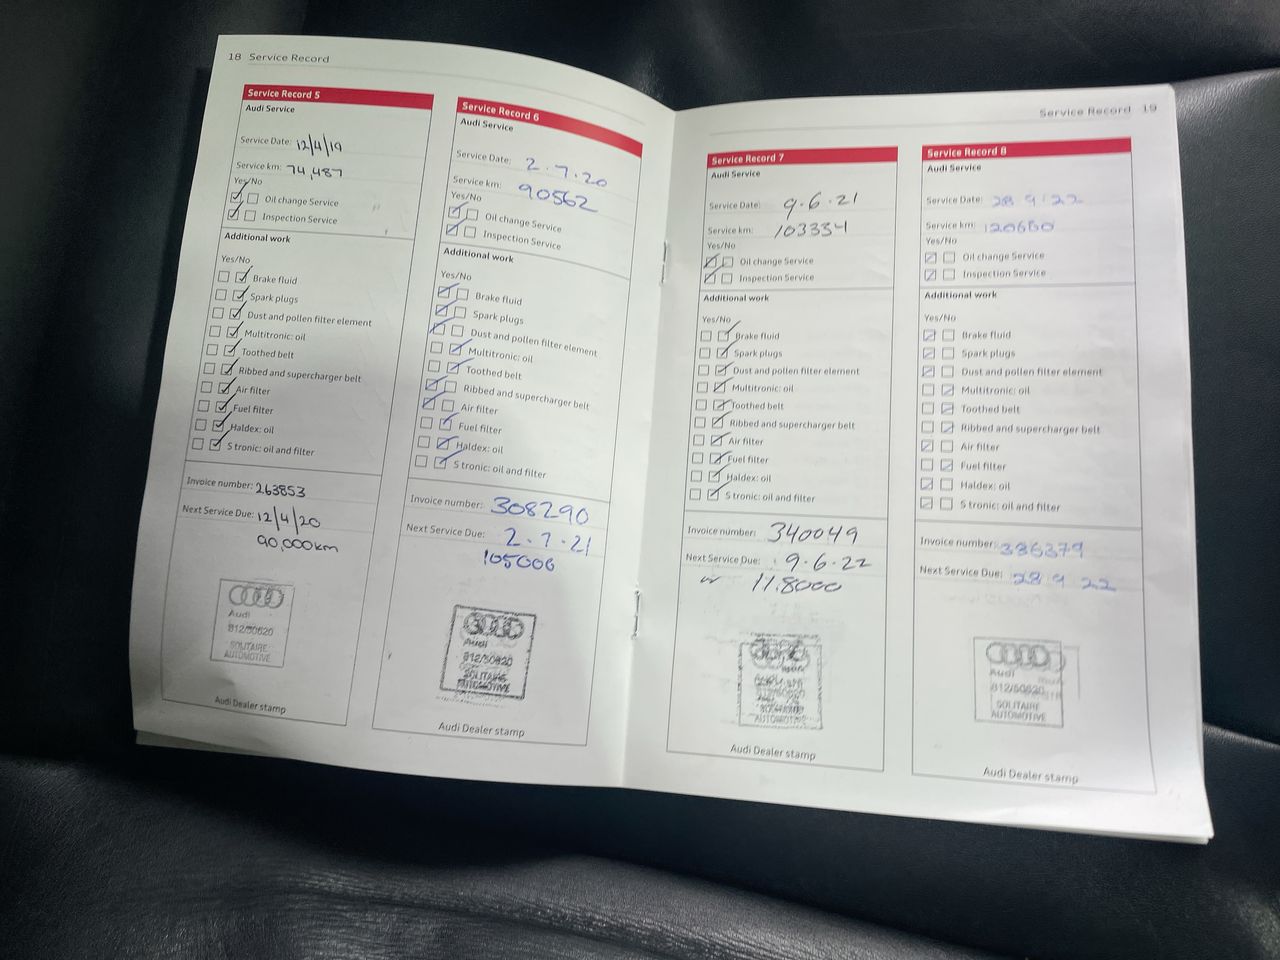 18 Service Record
Service Record 5
Audi Service
Service Date: 12/4/19
Service km: 74,487
Yes/No
Oil change Service
Inspection Service
Additional work
Yes/No
Brake fluid
Spark plugs
Dust and pollen filter element
Multitronic: oil
Toothed belt
Ribbed and supercharger belt
Air filter
Fuel filter
Haldex: oil
S tronic: oil and filter
Invoice number: 263853
Next Service Due: 12/4/20
90,000km
Audi
812/50620
SOLITAIRE
AUTOMOTIVE
Audi Dealer stamp
Service Record 6
Audi Service
Service Date: 2.7.20
Service km: 90562
Yes/No
Oil change Service
Inspection Service
Additional work
Yes/No
Brake fluid
Spark plugs
Dust and pollen filter element
Multitronic: oil
Toothed belt
Ribbed and supercharger belt
Air filter
Fuel filter
Haldex: oil
S tronic: oil and filter
Invoice number: 308290
Next Service Due: 2.7.21
105000
Audi
812/50620
SOLITAIRE
AUTOMOTIVE
Audi Dealer stamp
Service Record 19
Service Record 7
Audi Service
Service Date: 9.6.21
Service km: 103334
Yes/No
Oil change Service
Inspection Service
Additional work
Yes/No
Brake fluid
Spark plugs
Dust and pollen filter element
Multitronic: oil
Toothed belt
Ribbed and supercharger belt
Air filter
Fuel filter
Haldex: oil
S tronic: oil and filter
Invoice number: 340049
Next Service Due: 9.6.22
or 118000
AUTOMOTIVE
Audi Dealer stamp
Service Record 8
Audi Service
Service Date: 28 9 22
Service km:
Yes/No
Oil change Service
Inspection Service
Additional work
Yes/No
Brake fluid
Spark plugs
Dust and pollen filter element
Multitronic: oil
Toothed belt
Ribbed and supercharger belt
Air filter
Fuel filter
Haldex: oil
S tronic: oil and filter
Invoice number: 386379
Next Service Due: 28 9 22
Audi
812/50620
SOLITAIRE
AUTOMOTIVE
Audi Dealer stamp